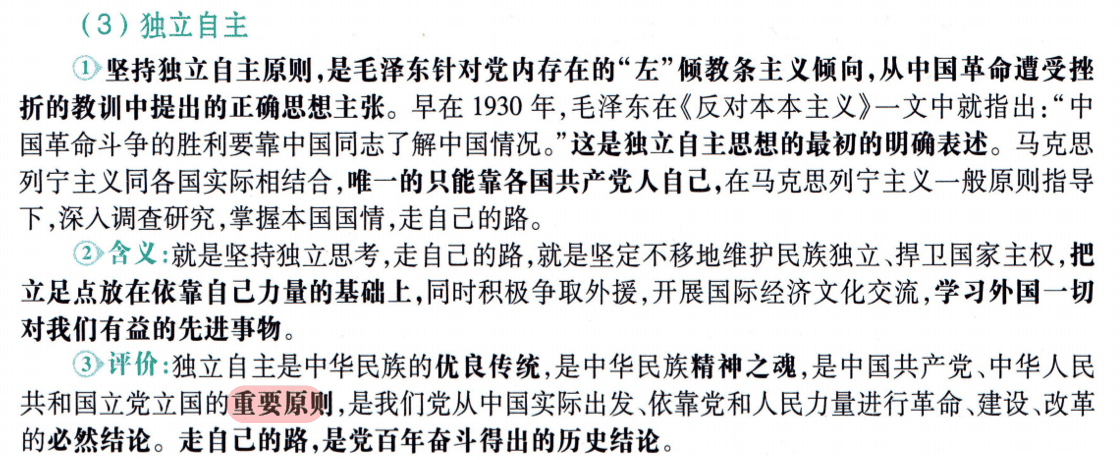 （3）独立自主
①坚持独立自主原则,是毛泽东针对党内存在的“左”倾教条主义倾向,从中国革命遭受挫
折的教训中提出的正确思想主张。早在 1930 年,毛泽东在《反对本本主义》一文中就指出:“中
国革命斗争的胜利要靠中国同志了解中国情况。”这是独立自主思想的最初的明确表述。马克思
列宁主义同各国实际相结合,唯一的只能靠各国共产党人自己,在马克思列宁主义一般原则指导
下,深入调查研究,掌握本国国情,走自己的路。
②含义:就是坚持独立思考,走自己的路,就是坚定不移地维护民族独立、捍卫国家主权,把
立足点放在依靠自己力量的基础上,同时积极争取外援,开展国际经济文化交流,学习外国一切
对我们有益的先进事物。
③评价:独立自主是中华民族的优良传统,是中华民族精神之魂,是中国共产党、中华人民
共和国立党立国的重要原则,是我们党从中国实际出发、依靠党和人民力量进行革命、建设、改革
的必然结论。走自己的路,是党百年奋斗得出的历史结论。